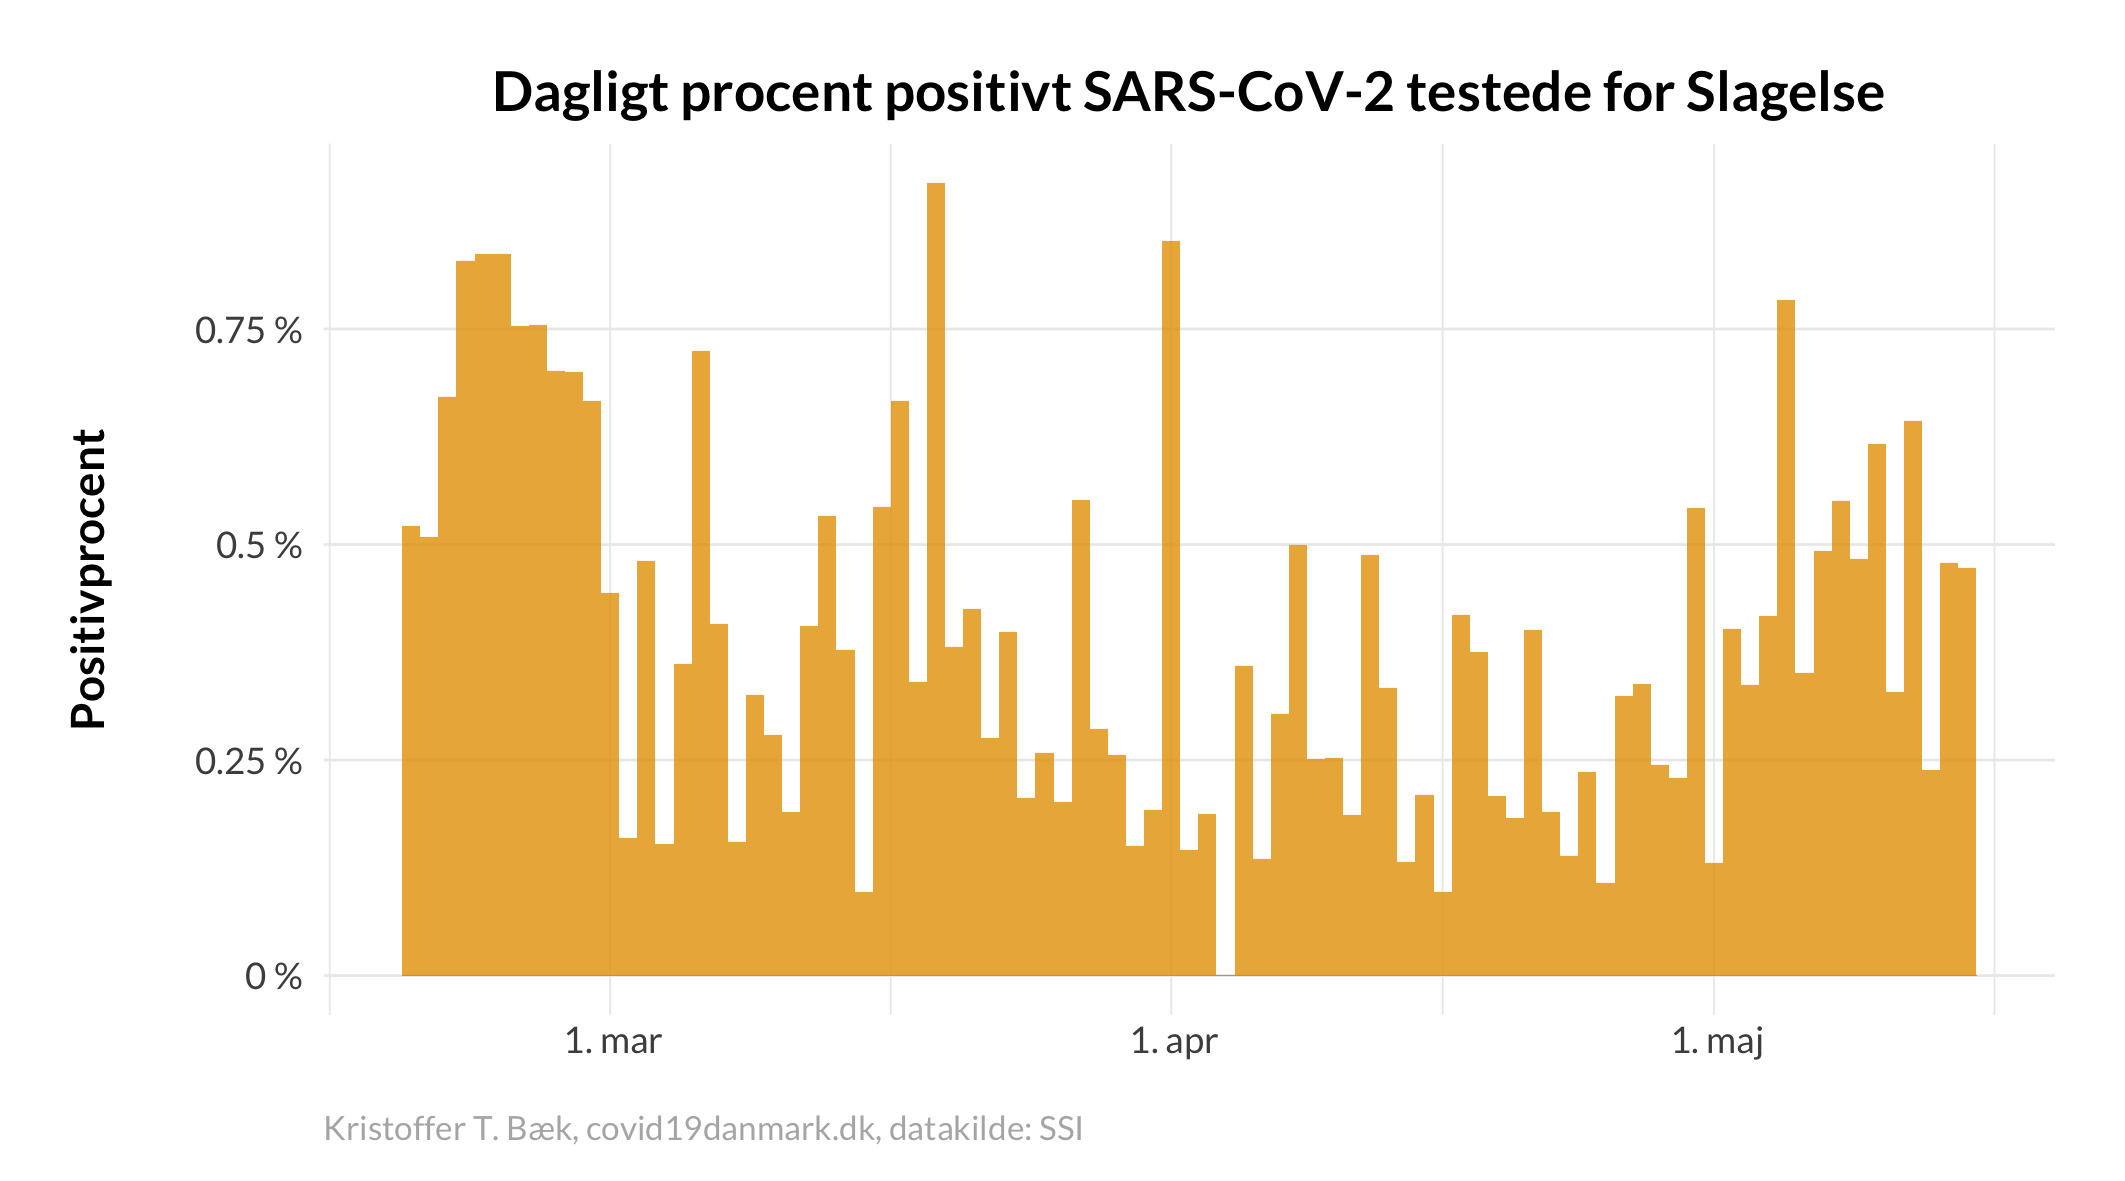 Dagligt procent positivt SARS-CoV-2 testede for Slagelse
Positivprocent
0.75 %
0.5 %
0.25 %
0 %
1. mar
1. apr
1. maj
Kristoffer T. Bæk, covid19danmark.dk, datakilde: SSI